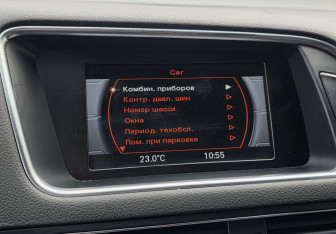 Car
Комбин. приборов
Контр. давл. шин
Номер шасси
Окна
Период. техобсл.
Пом. при парковке
23.0°C 10:55